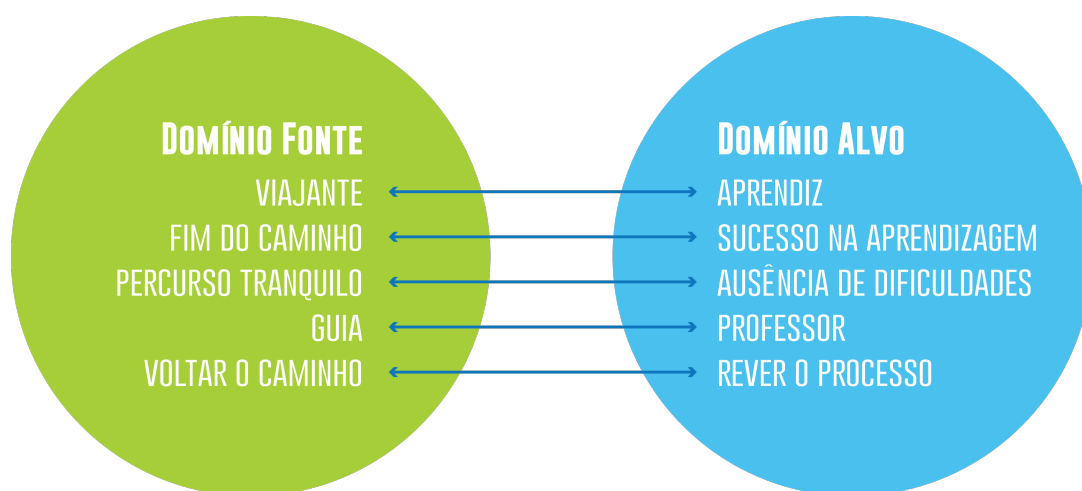 DOMÍNIO FONTE
VIAJANTE
FIM DO CAMINHO
PERCURSO TRANQUILO
GUIA
VOLTAR O CAMINHO
DOMÍNIO ALVO
APRENDIZ
SUCESSO NA APRENDIZAGEM
AUSÊNCIA DE DIFICULDADES
PROFESSOR
REVER O PROCESSO